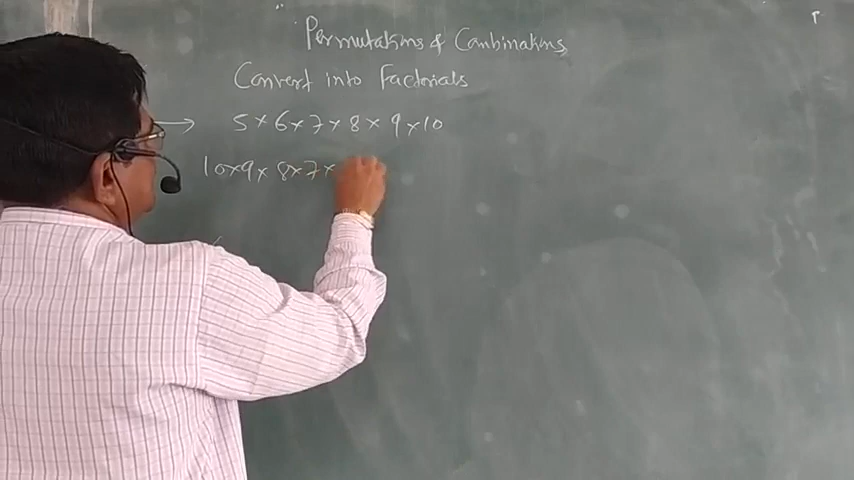 Permutations & Combinations
Convert into Factorials
→ 5 × 6 × 7 × 8 × 9 × 10
10 × 9 × 8 × 7 ×